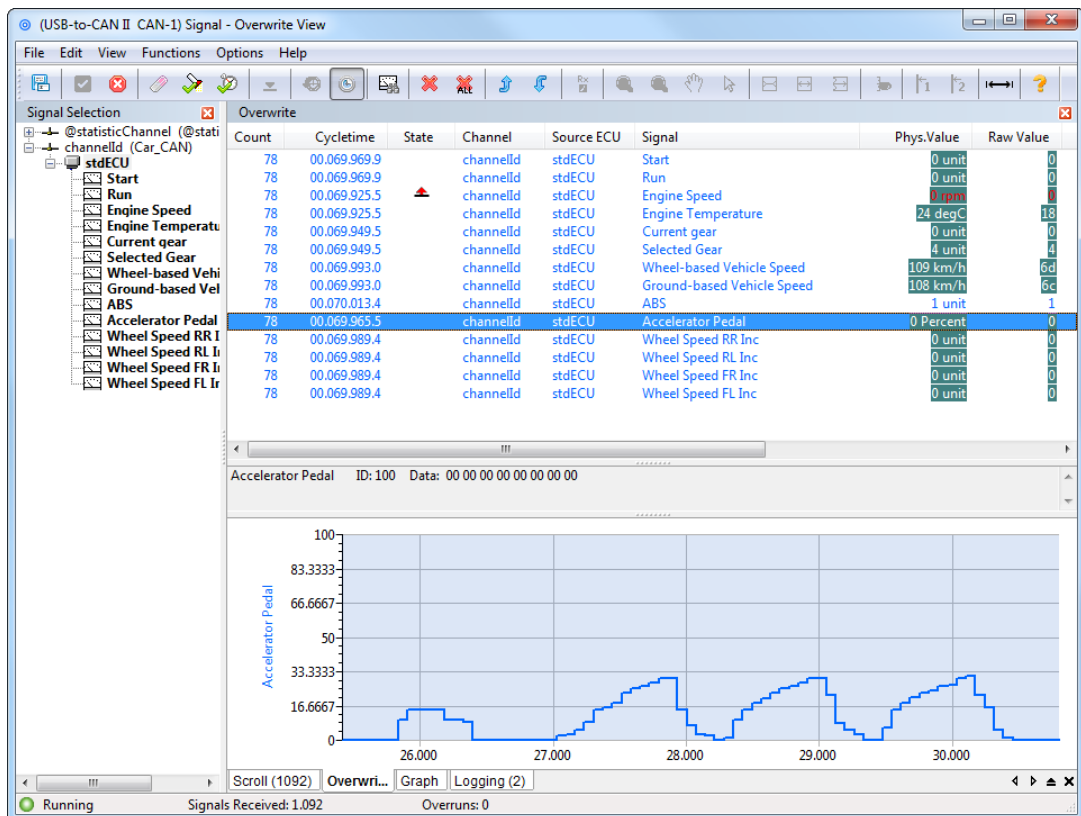 (USB-to-CAN II CAN-1) Signal - Overwrite View
File Edit View Functions Options Help
ALL
1 2
Signal Selection
@statisticChannel (@stati
channelId (Car_CAN)
stdECU
Start
Run
Engine Speed
Engine Temperatu
Current gear
Selected Gear
Wheel-based Vehi
Ground-based Vel
ABS
Accelerator Pedal
Wheel Speed RR I
Wheel Speed RL I
Wheel Speed FR I
Wheel Speed FL Ir
Overwrite
Count Cycletime State Channel Source ECU Signal Phys.Value Raw Value
78 00.069.969.9 channelId stdECU Start 0 unit 0
78 00.069.969.9 channelId stdECU Run 0 unit 0
78 00.069.925.5 channelId stdECU Engine Speed 0 rpm 0
78 00.069.925.5 channelId stdECU Engine Temperature 24 degC 18
78 00.069.949.5 channelId stdECU Current gear 0 unit 0
78 00.069.949.5 channelId stdECU Selected Gear 4 unit 4
78 00.069.993.0 channelId stdECU Wheel-based Vehicle Speed 109 km/h 6d
78 00.069.993.0 channelId stdECU Ground-based Vehicle Speed 108 km/h 6c
78 00.070.013.4 channelId stdECU ABS 1 unit 1
78 00.069.965.5 channelId stdECU Accelerator Pedal 0 Percent 0
78 00.069.989.4 channelId stdECU Wheel Speed RR Inc 0 unit 0
78 00.069.989.4 channelId stdECU Wheel Speed RL Inc 0 unit 0
78 00.069.989.4 channelId stdECU Wheel Speed FR Inc 0 unit 0
78 00.069.989.4 channelId stdECU Wheel Speed FL Inc 0 unit 0
Accelerator Pedal ID: 100 Data: 00 00 00 00 00 00 00 00
Accelerator Pedal
100
83.3333
66.6667
50
33.3333
16.6667
0
26.000 27.000 28.000 29.000 30.000
Scroll (1092) Overwri... Graph Logging (2)
Running Signals Received: 1.092 Overruns: 0